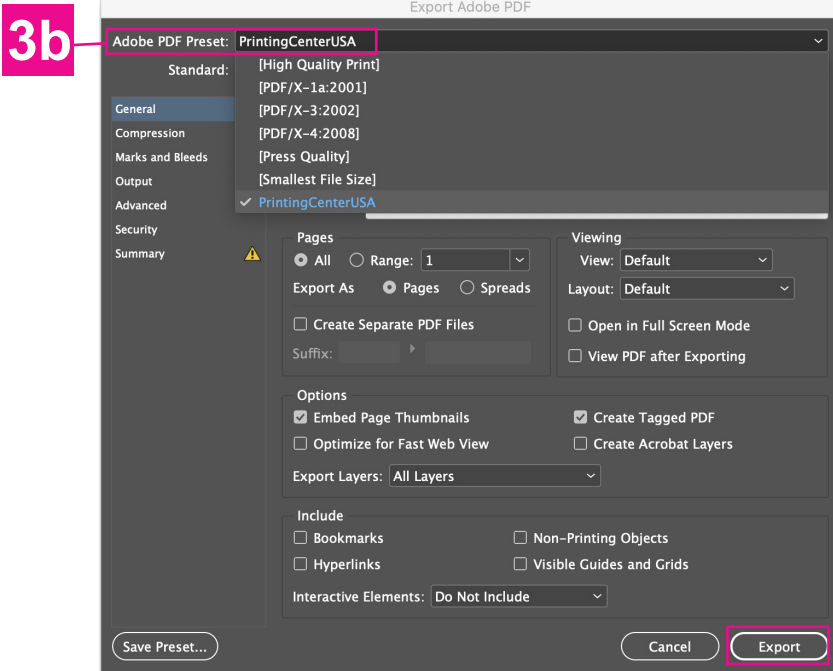 Export Adobe PDF
3b
Adobe PDF Preset: PrintingCenterUSA
Standard:
[High Quality Print]
[PDF/X-1a:2001]
[PDF/X-3:2002]
[PDF/X-4:2008]
[Press Quality]
[Smallest File Size]
PrintingCenterUSA
General
Compression
Marks and Bleeds
Output
Advanced
Security
Summary
Pages
All Range: 1
Export As Pages Spreads
Create Separate PDF Files
Suffix:
Viewing
View: Default
Layout: Default
Open in Full Screen Mode
View PDF after Exporting
Options
Embed Page Thumbnails Create Tagged PDF
Optimize for Fast Web View Create Acrobat Layers
Export Layers: All Layers
Include
Bookmarks Non-Printing Objects
Hyperlinks Visible Guides and Grids
Interactive Elements: Do Not Include
Save Preset... Cancel Export